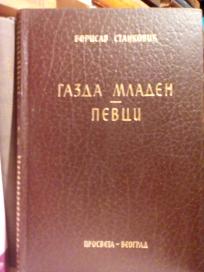 БОРИСАВ СТАНКОВИЋ
ГАЗДА МЛАДЕН
—
ПЕВЦИ
ПРОСВЕТА - БЕОГРАД